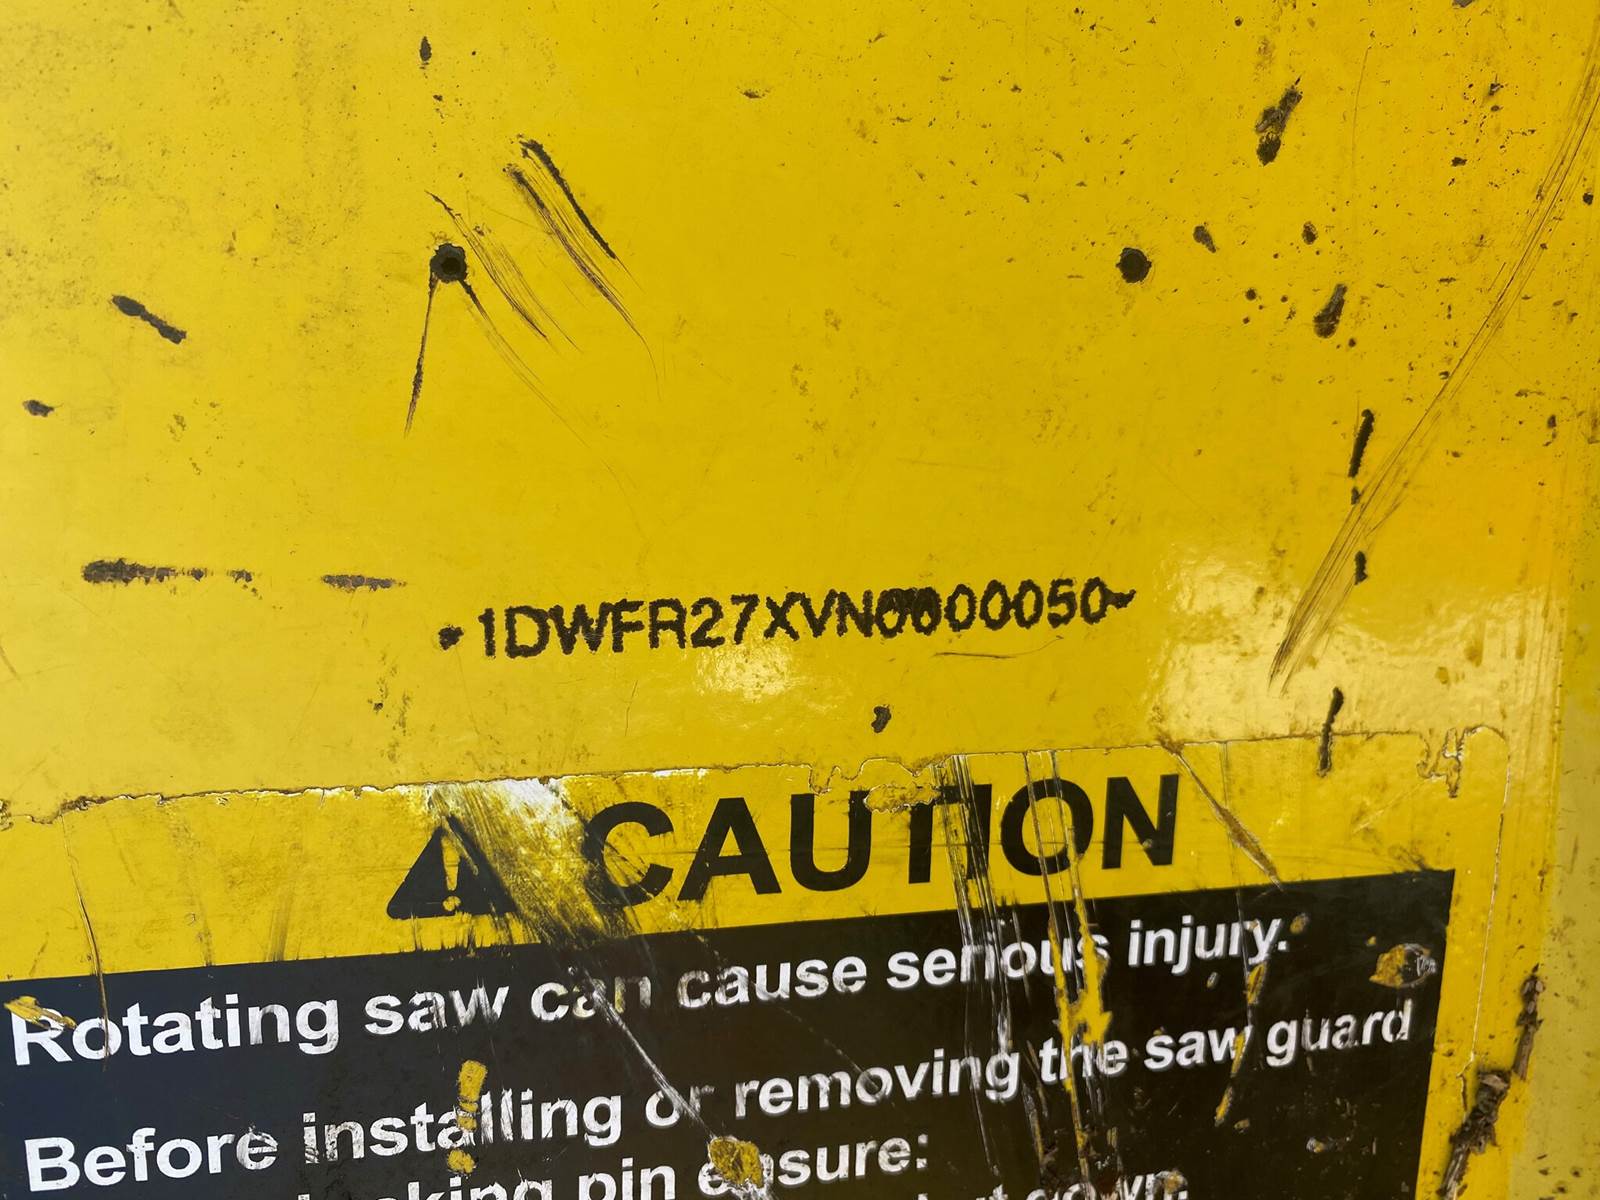 1DWFR27XVN0000050
CAUTION
Rotating saw can cause serious injury.
Before installing or removing the saw guard
pin ensure: